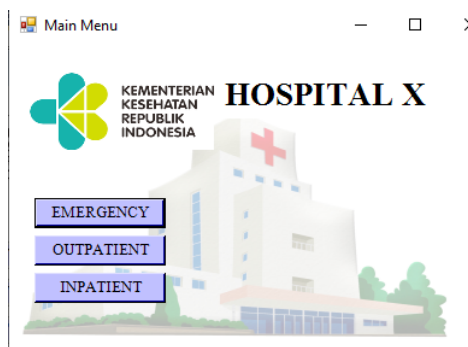 Main Menu
KEMENTERIAN
KESEHATAN
REPUBLIK
INDONESIA
HOSPITAL X
EMERGENCY
OUTPATIENT
INPATIENT